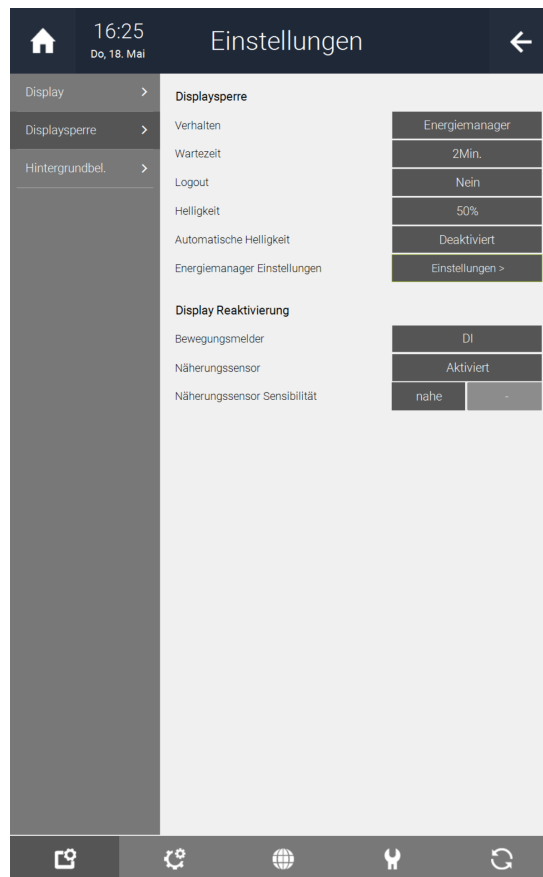 16:25
Do, 18. Mai
Einstellungen
Display >
Displaysperre >
Hintergrundbel. >
Displaysperre
Verhalten Energiemanager
Wartezeit 2Min.
Logout Nein
Helligkeit 50%
Automatische Helligkeit Deaktiviert
Energiemanager Einstellungen Einstellungen >
Display Reaktivierung
Bewegungsmelder DI
Näherungssensor Aktiviert
Näherungssensor Sensibilität nahe -